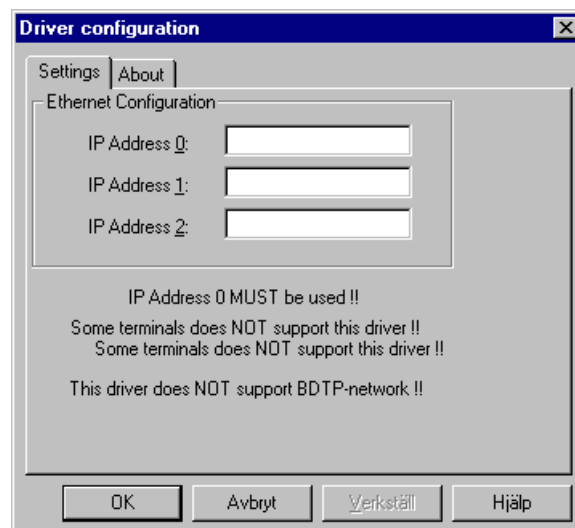 Driver configuration
Settings About
Ethernet Configuration
IP Address 0:
IP Address 1:
IP Address 2:
IP Address 0 MUST be used !!
Some terminals does NOT support this driver !!
Some terminals does NOT support this driver !!
This driver does NOT support BDTP-network !!
OK Avbryt Verkställ Hjälp